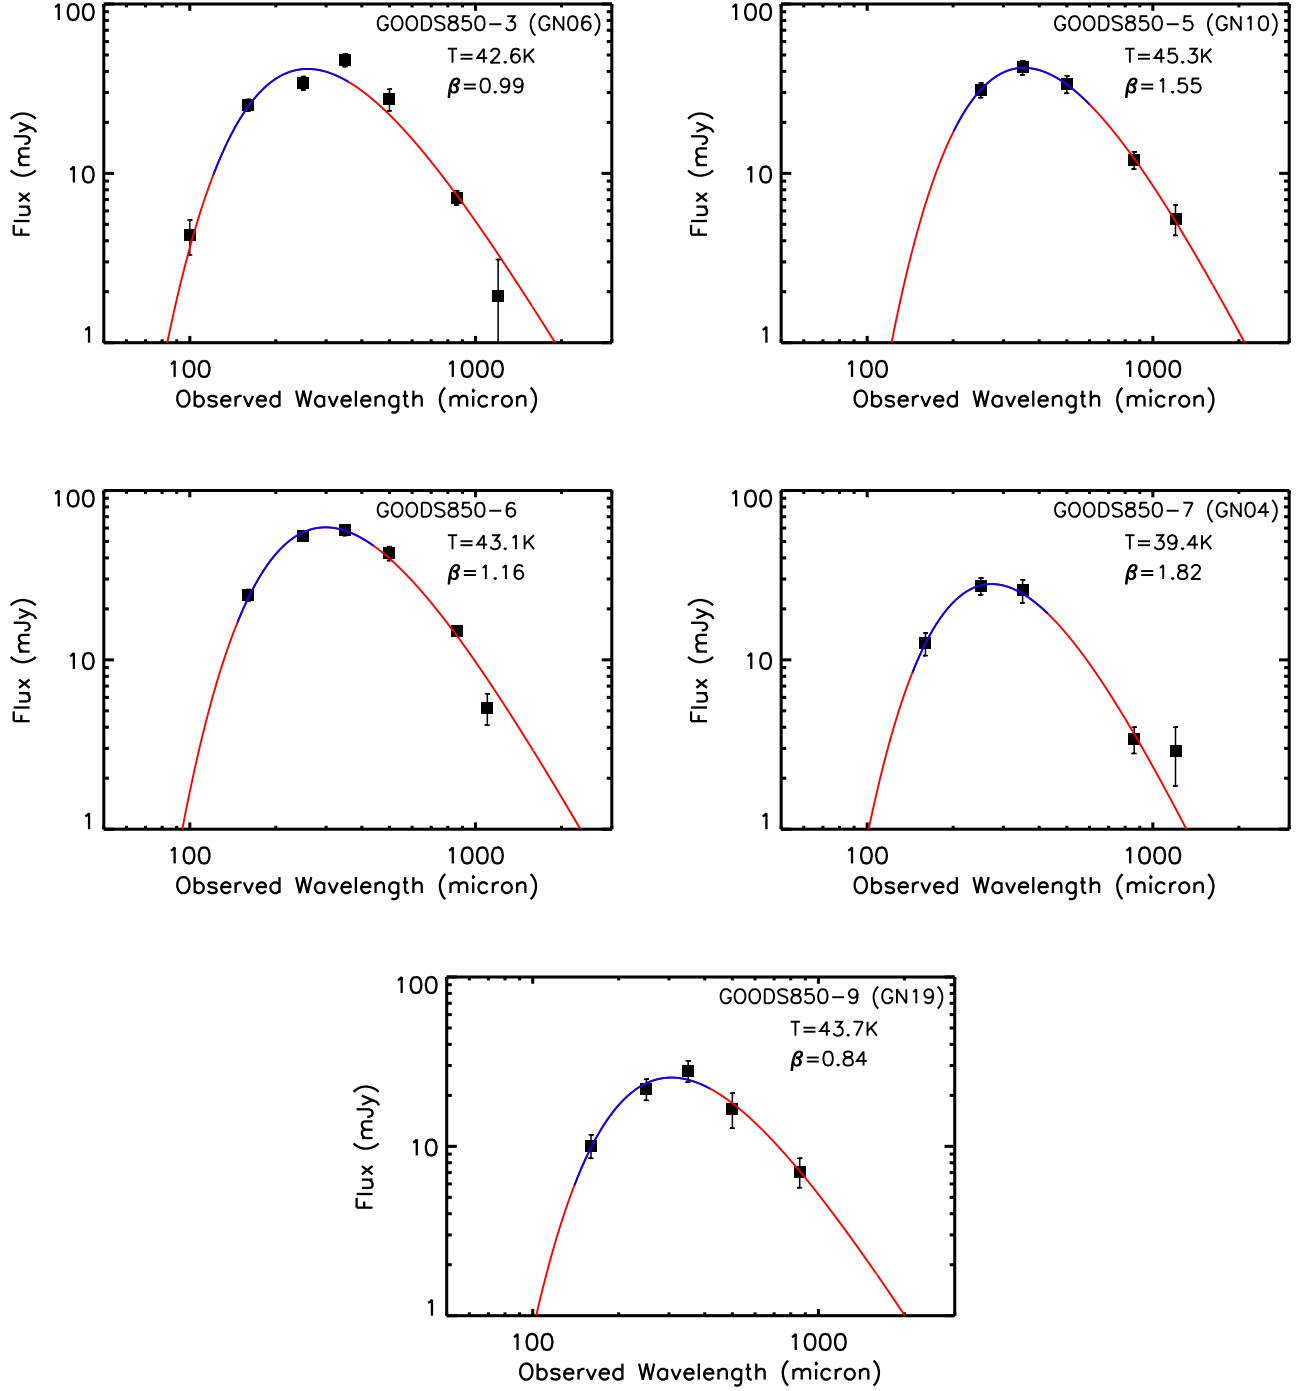 GOODS850-3 (GN06)
T=42.6K
β=0.99
100
10
1
Flux (mJy)
100 1000
Observed Wavelength (micron)
GOODS850-5 (GN10)
T=45.3K
β=1.55
100
10
1
Flux (mJy)
100 1000
Observed Wavelength (micron)
GOODS850-6
T=43.1K
β=1.16
100
10
1
Flux (mJy)
100 1000
Observed Wavelength (micron)
GOODS850-7 (GN04)
T=39.4K
β=1.82
100
10
1
Flux (mJy)
100 1000
Observed Wavelength (micron)
GOODS850-9 (GN19)
T=43.7K
β=0.84
100
10
1
Flux (mJy)
100 1000
Observed Wavelength (micron)